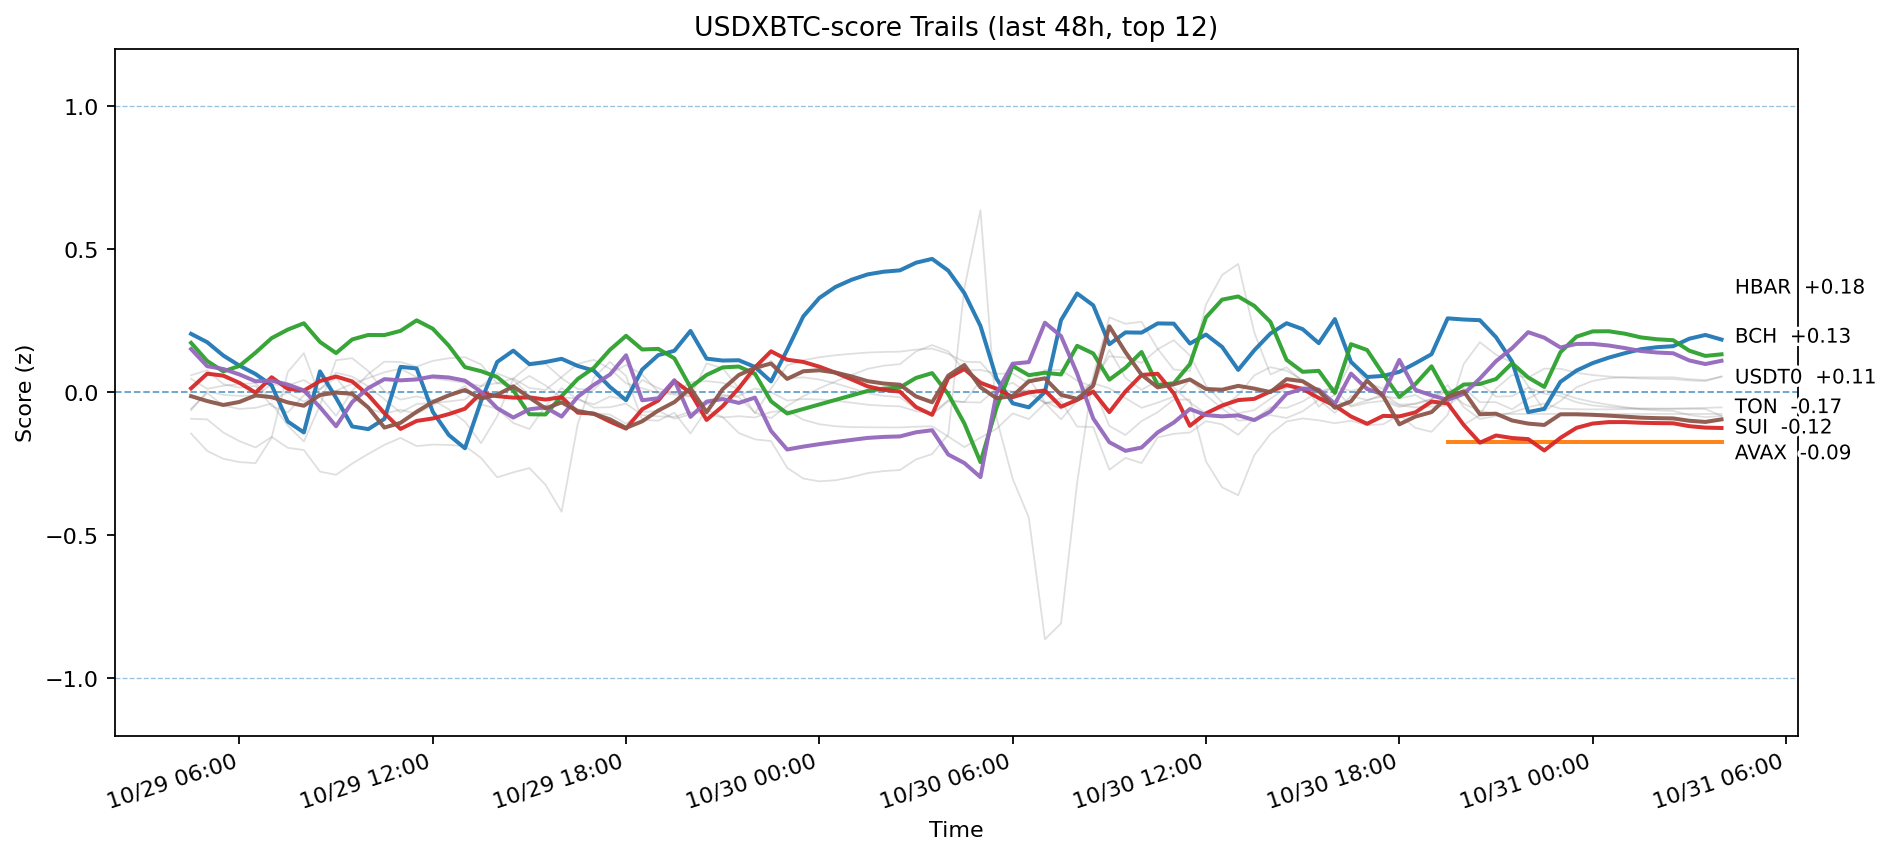 USDXBTC-score Trails (last 48h, top 12)
Score (z)
1.0
0.5
0.0
−0.5
−1.0
HBAR +0.18
BCH +0.13
USDT0 +0.11
TON -0.17
SUI -0.12
AVAX -0.09
10/29 06:00
10/29 12:00
10/29 18:00
10/30 00:00
10/30 06:00
10/30 12:00
10/30 18:00
10/31 00:00
10/31 06:00
Time